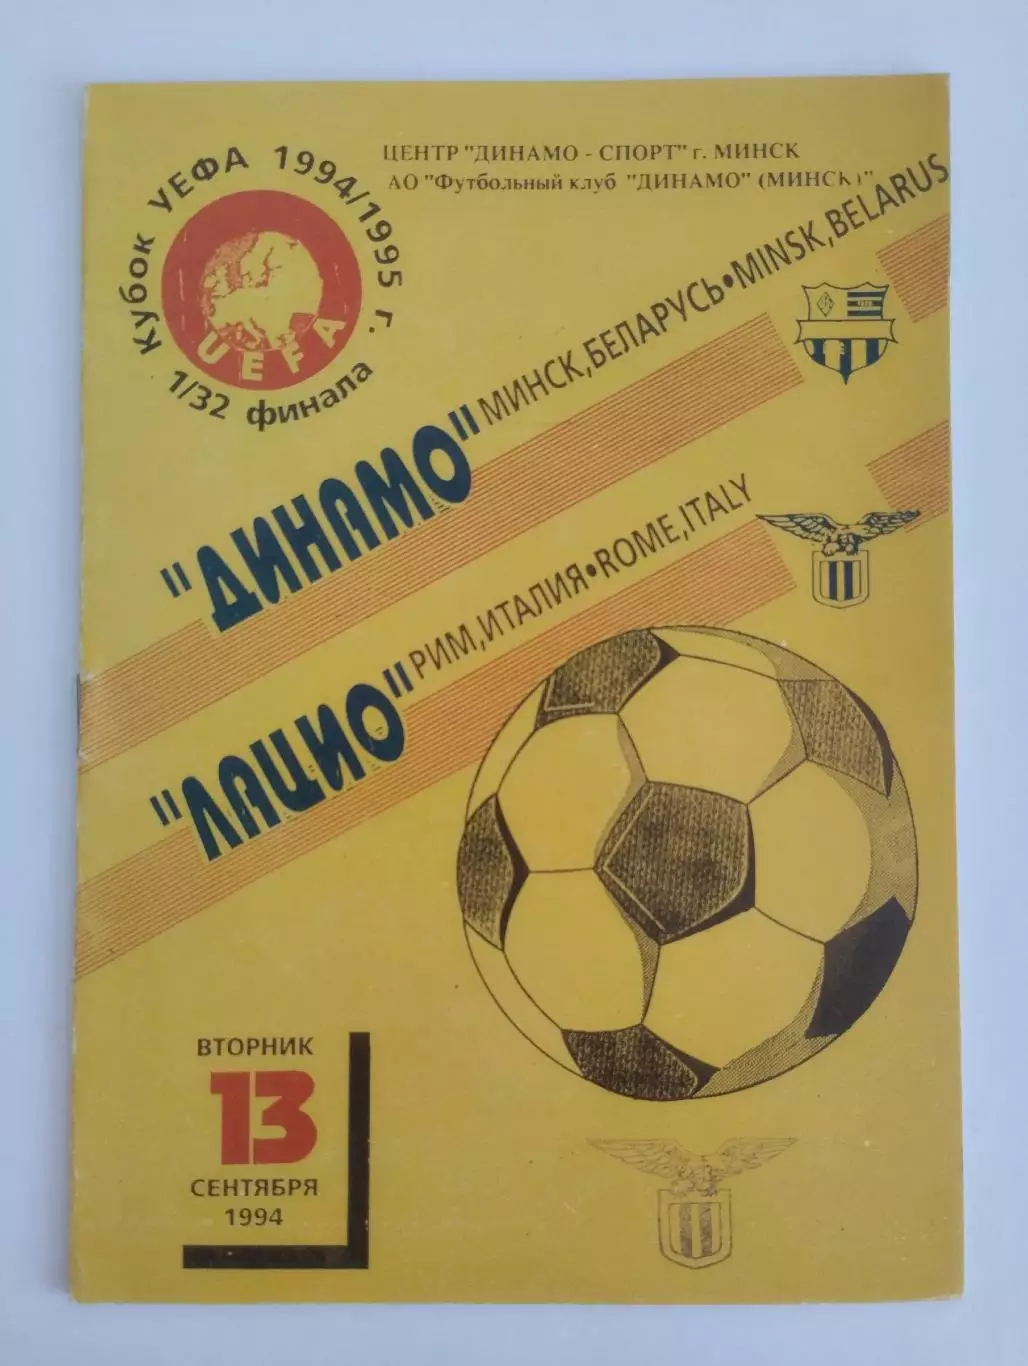 Кубок УЕФА 1994/1995 г.
UEFA
1/32 финала
ЦЕНТР "ДИНАМО - СПОРТ" г. МИНСК
АО "Футбольный клуб "ДИНАМО" (МИНСК)"
"ДИНАМО" МИНСК,БЕЛАРУСЬ•MINSK,BELARUS
"ЛАЦИО" РИМ,ИТАЛИЯ•ROME,ITALY
ВТОРНИК
13
СЕНТЯБРЯ
1994